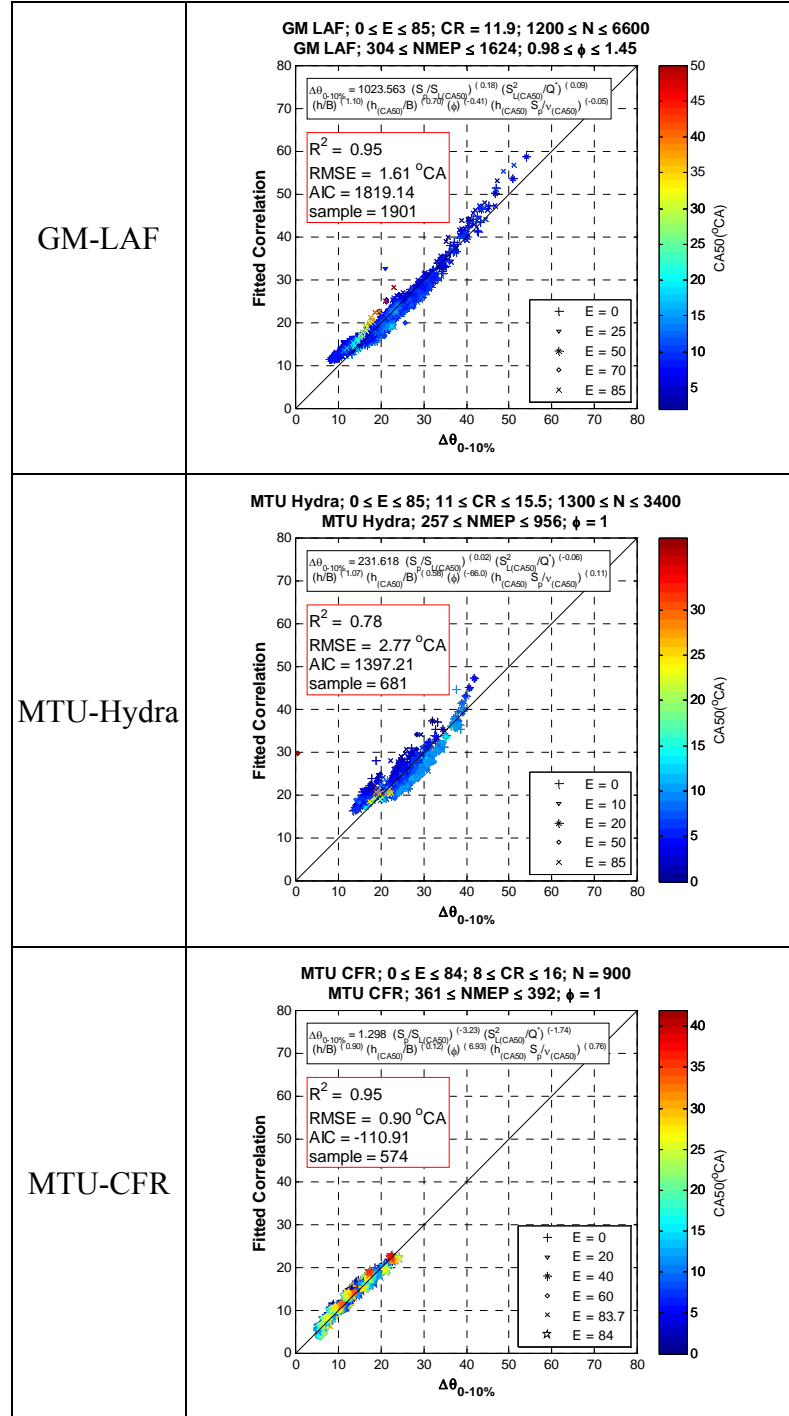 GM-LAF
GM LAF; 0 ≤ E ≤ 85; CR = 11.9; 1200 ≤ N ≤ 6600
GM LAF; 304 ≤ NMEP ≤ 1624; 0.98 ≤ ϕ ≤ 1.45
Δθ0-10% = 1023.563 (Sp/SL(CA50))^(0.18) (S²L(CA50)/Q*)^(0.09)
(h/B)^(1.10) (h(CA50)/B)^(0.70) (ϕ)^(-0.41) (h(CA50) Sp/ν(CA50))^(-0.05)
R² = 0.95
RMSE = 1.61 °CA
AIC = 1819.14
sample = 1901
E = 0
E = 25
E = 50
E = 70
E = 85
Fitted Correlation
80
70
60
50
40
30
20
10
0
0 10 20 30 40 50 60 70 80
Δθ0-10%
50
45
40
35
30
25
20
15
10
5
CA50(°CA)
MTU-Hydra
MTU Hydra; 0 ≤ E ≤ 85; 11 ≤ CR ≤ 15.5; 1300 ≤ N ≤ 3400
MTU Hydra; 257 ≤ NMEP ≤ 956; ϕ = 1
Δθ0-10% = 231.618 (Sp/SL(CA50))^(0.02) (S²L(CA50)/Q*)^(-0.06)
(h/B)^(1.07) (h(CA50)/B)^(0.58) (ϕ)^(-66.0) (h(CA50) Sp/ν(CA50))^(0.11)
R² = 0.78
RMSE = 2.77 °CA
AIC = 1397.21
sample = 681
E = 0
E = 10
E = 20
E = 50
E = 85
Fitted Correlation
80
70
60
50
40
30
20
10
0
0 10 20 30 40 50 60 70 80
Δθ0-10%
35
30
25
20
15
10
5
0
CA50(°CA)
MTU-CFR
MTU CFR; 0 ≤ E ≤ 84; 8 ≤ CR ≤ 16; N = 900
MTU CFR; 361 ≤ NMEP ≤ 392; ϕ = 1
Δθ0-10% = 1.298 (Sp/SL(CA50))^(-3.23) (S²L(CA50)/Q*)^(-1.74)
(h/B)^(0.90) (h(CA50)/B)^(0.12) (ϕ)^(6.93) (h(CA50) Sp/ν(CA50))^(0.76)
R² = 0.95
RMSE = 0.90 °CA
AIC = -110.91
sample = 574
E = 0
E = 20
E = 40
E = 60
E = 83.7
E = 84
Fitted Correlation
80
70
60
50
40
30
20
10
0
0 10 20 30 40 50 60 70 80
Δθ0-10%
40
35
30
25
20
15
10
5
0
CA50(°CA)